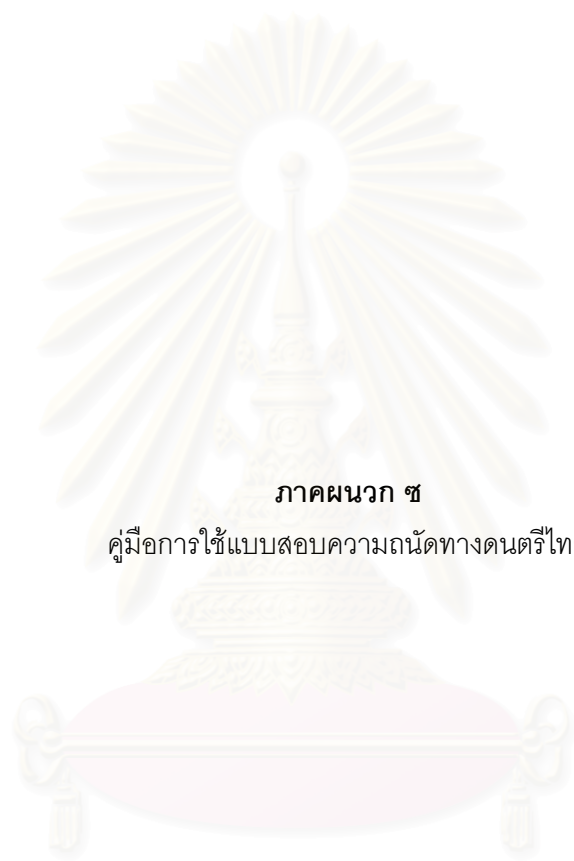 ภาคผนวก ซ
คู่มือการใช้แบบสอบความถนัดทางดนตรีไท